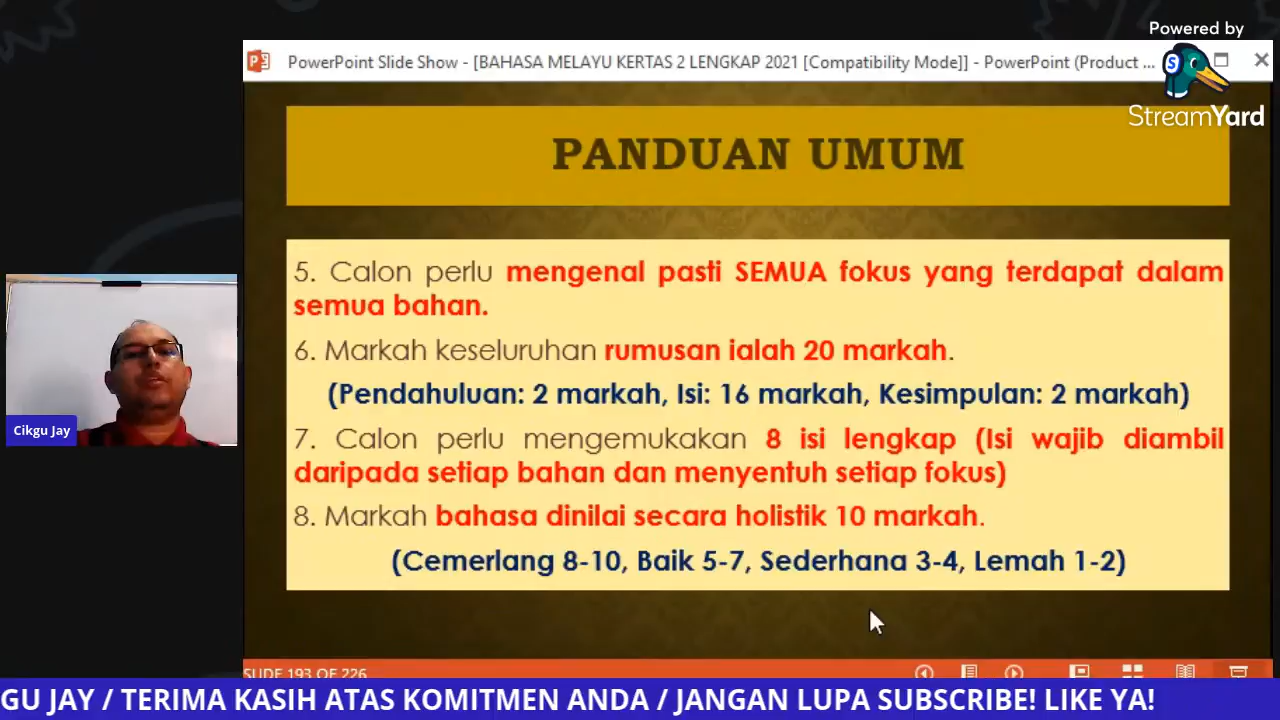 Powered by
PowerPoint Slide Show - [BAHASA MELAYU KERTAS 2 LENGKAP 2021 [Compatibility Mode]] - PowerPoint (Product ...
StreamYard
PANDUAN UMUM
5. Calon perlu mengenal pasti SEMUA fokus yang terdapat dalam
semua bahan.
6. Markah keseluruhan rumusan ialah 20 markah.
(Pendahuluan: 2 markah, Isi: 16 markah, Kesimpulan: 2 markah)
7. Calon perlu mengemukakan 8 isi lengkap (Isi wajib diambil
daripada setiap bahan dan menyentuh setiap fokus)
8. Markah bahasa dinilai secara holistik 10 markah.
(Cemerlang 8-10, Baik 5-7, Sederhana 3-4, Lemah 1-2)
Cikgu Jay
SLIDE 193 OF 226
GU JAY / TERIMA KASIH ATAS KOMITMEN ANDA / JANGAN LUPA SUBSCRIBE! LIKE YA!